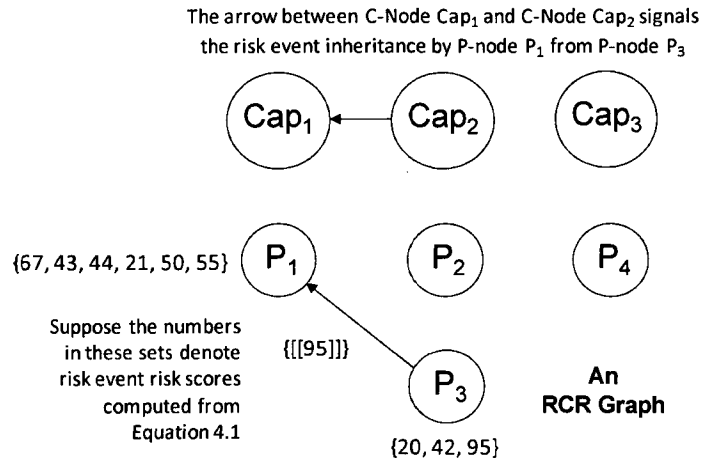 The arrow between C-Node Cap₁ and C-Node Cap₂ signals
the risk event inheritance by P-node P₁ from P-node P₃
Cap₁
Cap₂
Cap₃
{67, 43, 44, 21, 50, 55}
P₁
P₂
P₄
Suppose the numbers
in these sets denote
risk event risk scores
computed from
Equation 4.1
{[[95]]}
P₃
{20, 42, 95}
An
RCR Graph